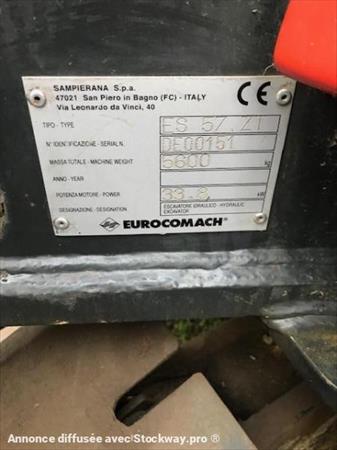 SAMPIERANA S.p.a.
47021 San Piero in Bagno (FC) - ITALY
Via Leonardo da Vinci, 40
CE
TIPO - TYPE ES 57.ZT
N° IDENTIFICAZIONE - SERIAL N. DE00151
MASSA TOTALE - MACHINE WEIGHT 5600 kg
ANNO - YEAR
POTENZA MOTORE - POWER 33.8 kW
DESIGNAZIONE - DESIGNATION ESCAVATORE IDRAULICO - HYDRAULIC EXCAVATOR
EUROCOMACH®
Annonce diffusée avec Stockway.pro ®